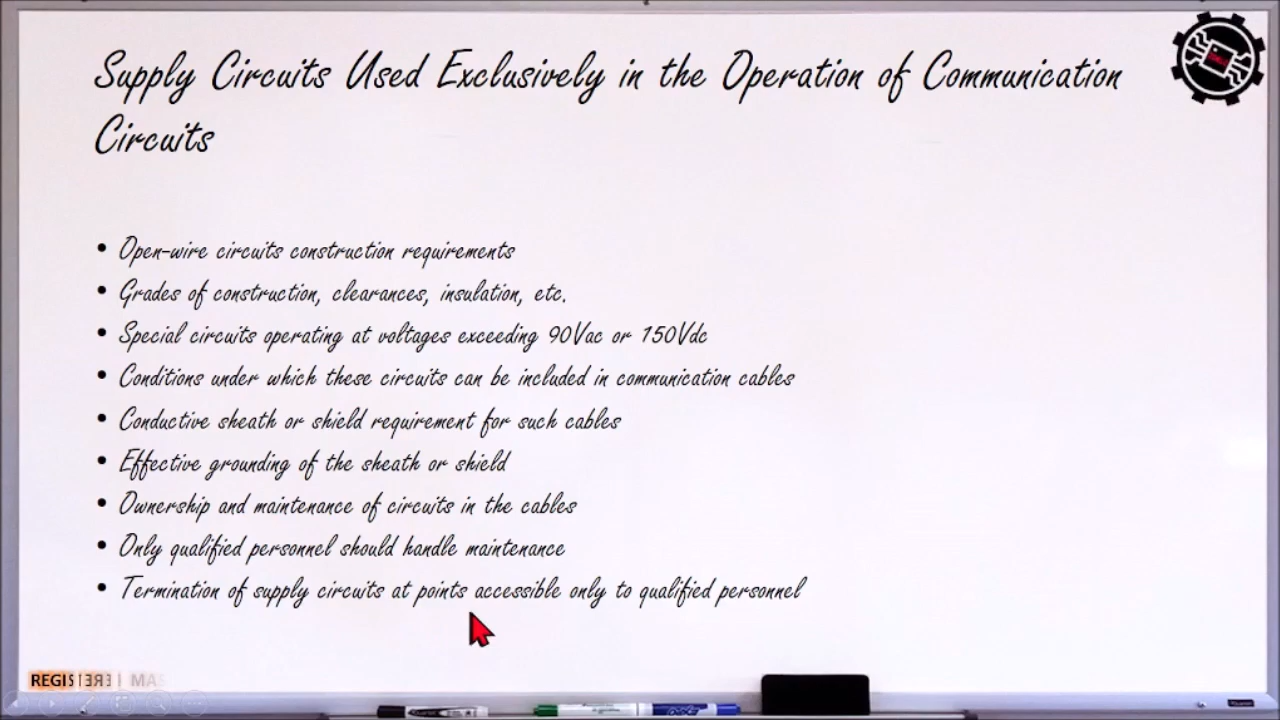 Supply Circuits Used Exclusively in the Operation of Communication
Circuits
• Open-wire circuits construction requirements
• Grades of construction, clearances, insulation, etc.
• Special circuits operating at voltages exceeding 90Vac or 150Vdc
• Conditions under which these circuits can be included in communication cables
• Conductive sheath or shield requirement for such cables
• Effective grounding of the sheath or shield
• Ownership and maintenance of circuits in the cables
• Only qualified personnel should handle maintenance
• Termination of supply circuits at points accessible only to qualified personnel